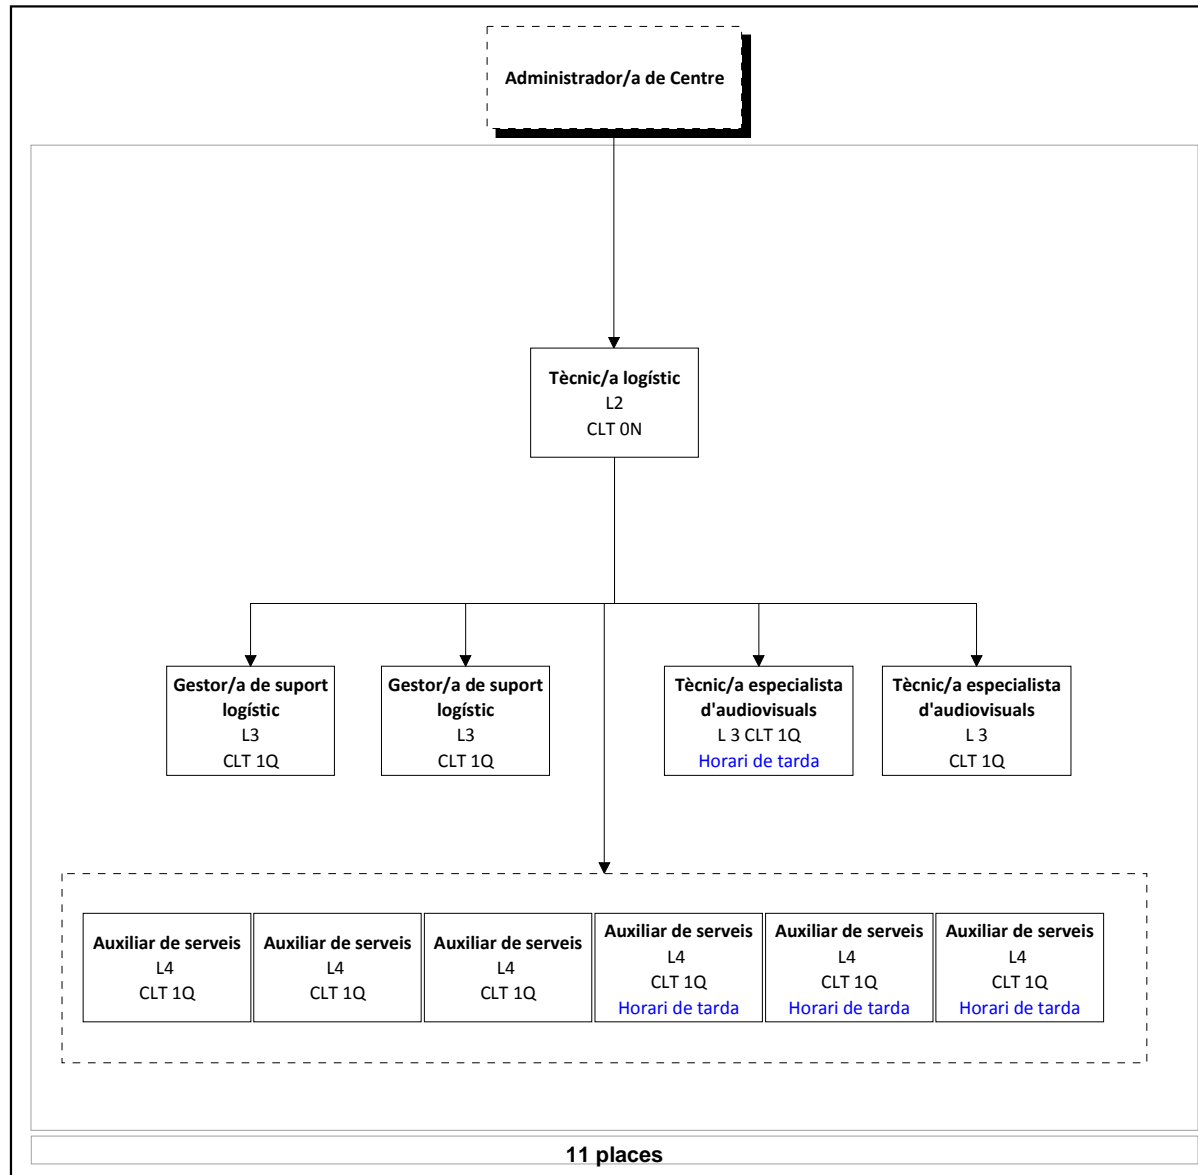 Administrador/a de Centre
Tècnic/a logístic
L2
CLT 0N
Gestor/a de suport
logístic
L3
CLT 1Q
Gestor/a de suport
logístic
L3
CLT 1Q
Tècnic/a especialista
d'audiovisuals
L 3 CLT 1Q
Horari de tarda
Tècnic/a especialista
d'audiovisuals
L 3
CLT 1Q
Auxiliar de serveis
L4
CLT 1Q
Auxiliar de serveis
L4
CLT 1Q
Auxiliar de serveis
L4
CLT 1Q
Auxiliar de serveis
L4
CLT 1Q
Horari de tarda
Auxiliar de serveis
L4
CLT 1Q
Horari de tarda
Auxiliar de serveis
L4
CLT 1Q
Horari de tarda
11 places